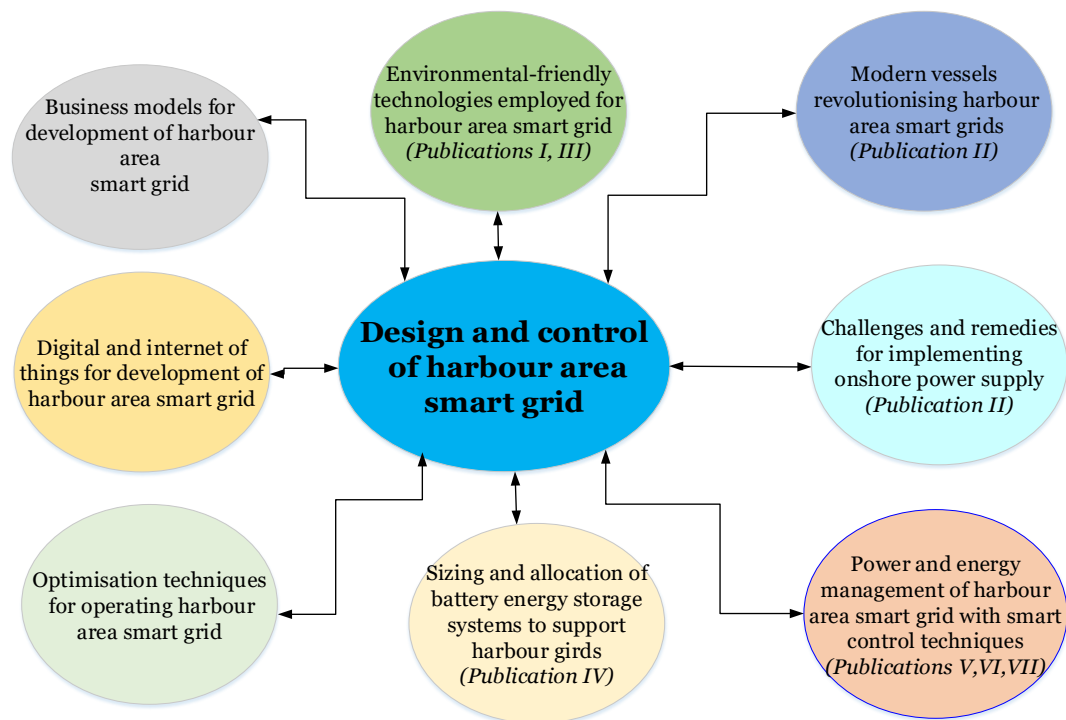 Business models for
development of harbour
area
smart grid
Environmental-friendly
technologies employed for
harbour area smart grid
(Publications I, III)
Modern vessels
revolutionising harbour
area smart grids
(Publication II)
Digital and internet of
things for development of
harbour area smart grid
Design and control
of harbour area
smart grid
Challenges and remedies
for implementing
onshore power supply
(Publication II)
Optimisation techniques
for operating harbour
area smart grid
Sizing and allocation of
battery energy storage
systems to support
harbour girds
(Publication IV)
Power and energy
management of harbour
area smart grid with smart
control techniques
(Publications V,VI,VII)